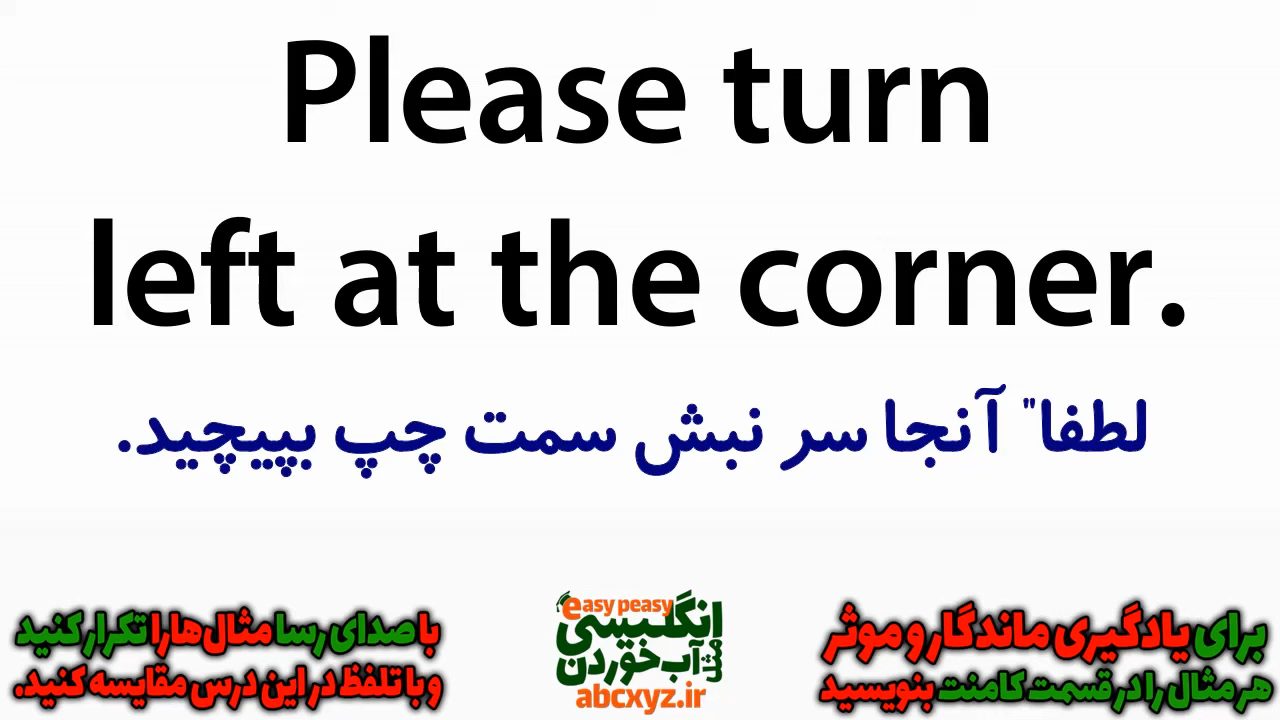 Please turn
left at the corner.
لطفا" آنجا سر نبش سمت چپ بپیچید.
برای یادگیری ماندگار و موثر
هر مثال را در قسمت کامنت بنویسید
easy peasy
انگلیسی
مثل آب خوردن
abcxyz.ir
با صدای رسا مثال‌ها را تکرار کنید
و با تلفظ در این درس مقایسه کنید.